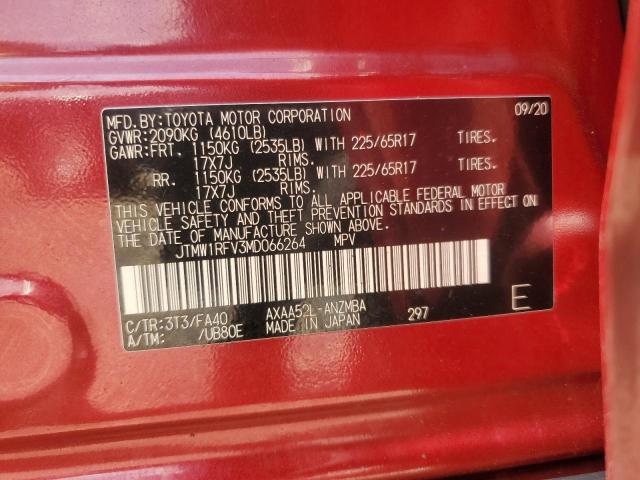 MFD.BY:TOYOTA MOTOR CORPORATION 09/20
GVWR:2090KG (4610LB)
GAWR:FRT. 1150KG (2535LB) WITH 225/65R17 TIRES.
17X7J RIMS.
RR. 1150KG (2535LB) WITH 225/65R17 TIRES.
17X7J RIMS.
THIS VEHICLE CONFORMS TO ALL APPLICABLE FEDERAL MOTOR
VEHICLE SAFETY AND THEFT PREVENTION STANDARDS IN EFFECT ON
THE DATE OF MANUFACTURE SHOWN ABOVE.
JTMW1RFV3MD066264 MPV
C/TR:3T3/FA40 AXAA52L-ANZMBA 297 E
A/TM: /UB80E MADE IN JAPAN